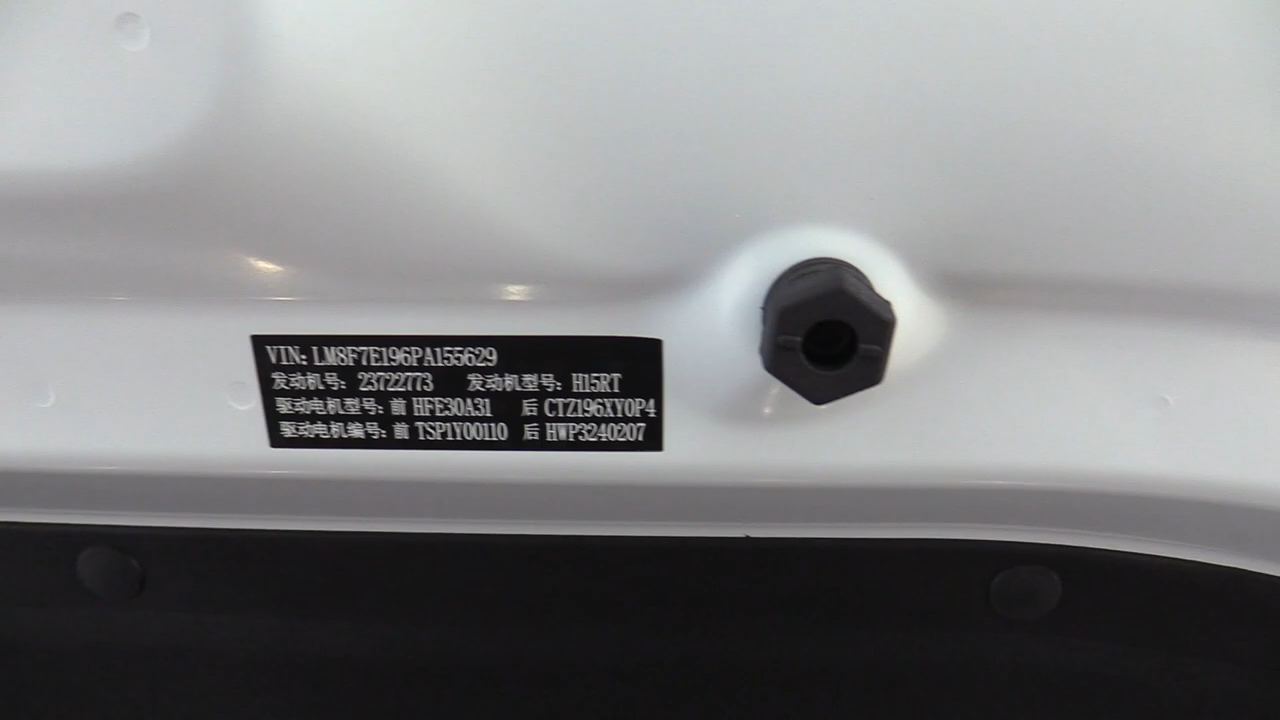 VIN: LM8F7E196PA155629
发动机号: 23722773 发动机型号: H15RT
驱动电机型号: 前 HFE30A31 后 CTZ196XY0P4
驱动电机编号: 前 TSP1Y00110 后 HWP3240207